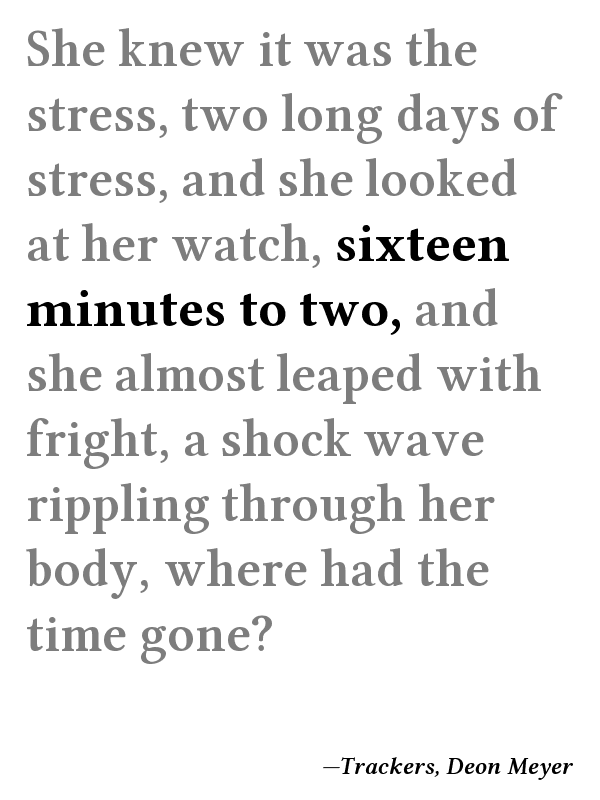 She knew it was the
stress, two long days of
stress, and she looked
at her watch, sixteen
minutes to two, and
she almost leaped with
fright, a shock wave
rippling through her
body, where had the
time gone?
—Trackers, Deon Meyer